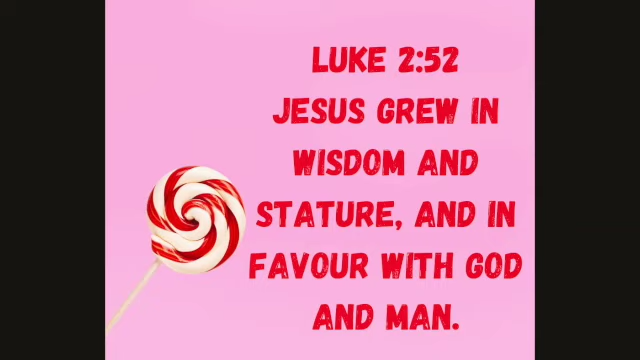 LUKE 2:52
JESUS GREW IN
WISDOM AND
STATURE, AND IN
FAVOUR WITH GOD
AND MAN.